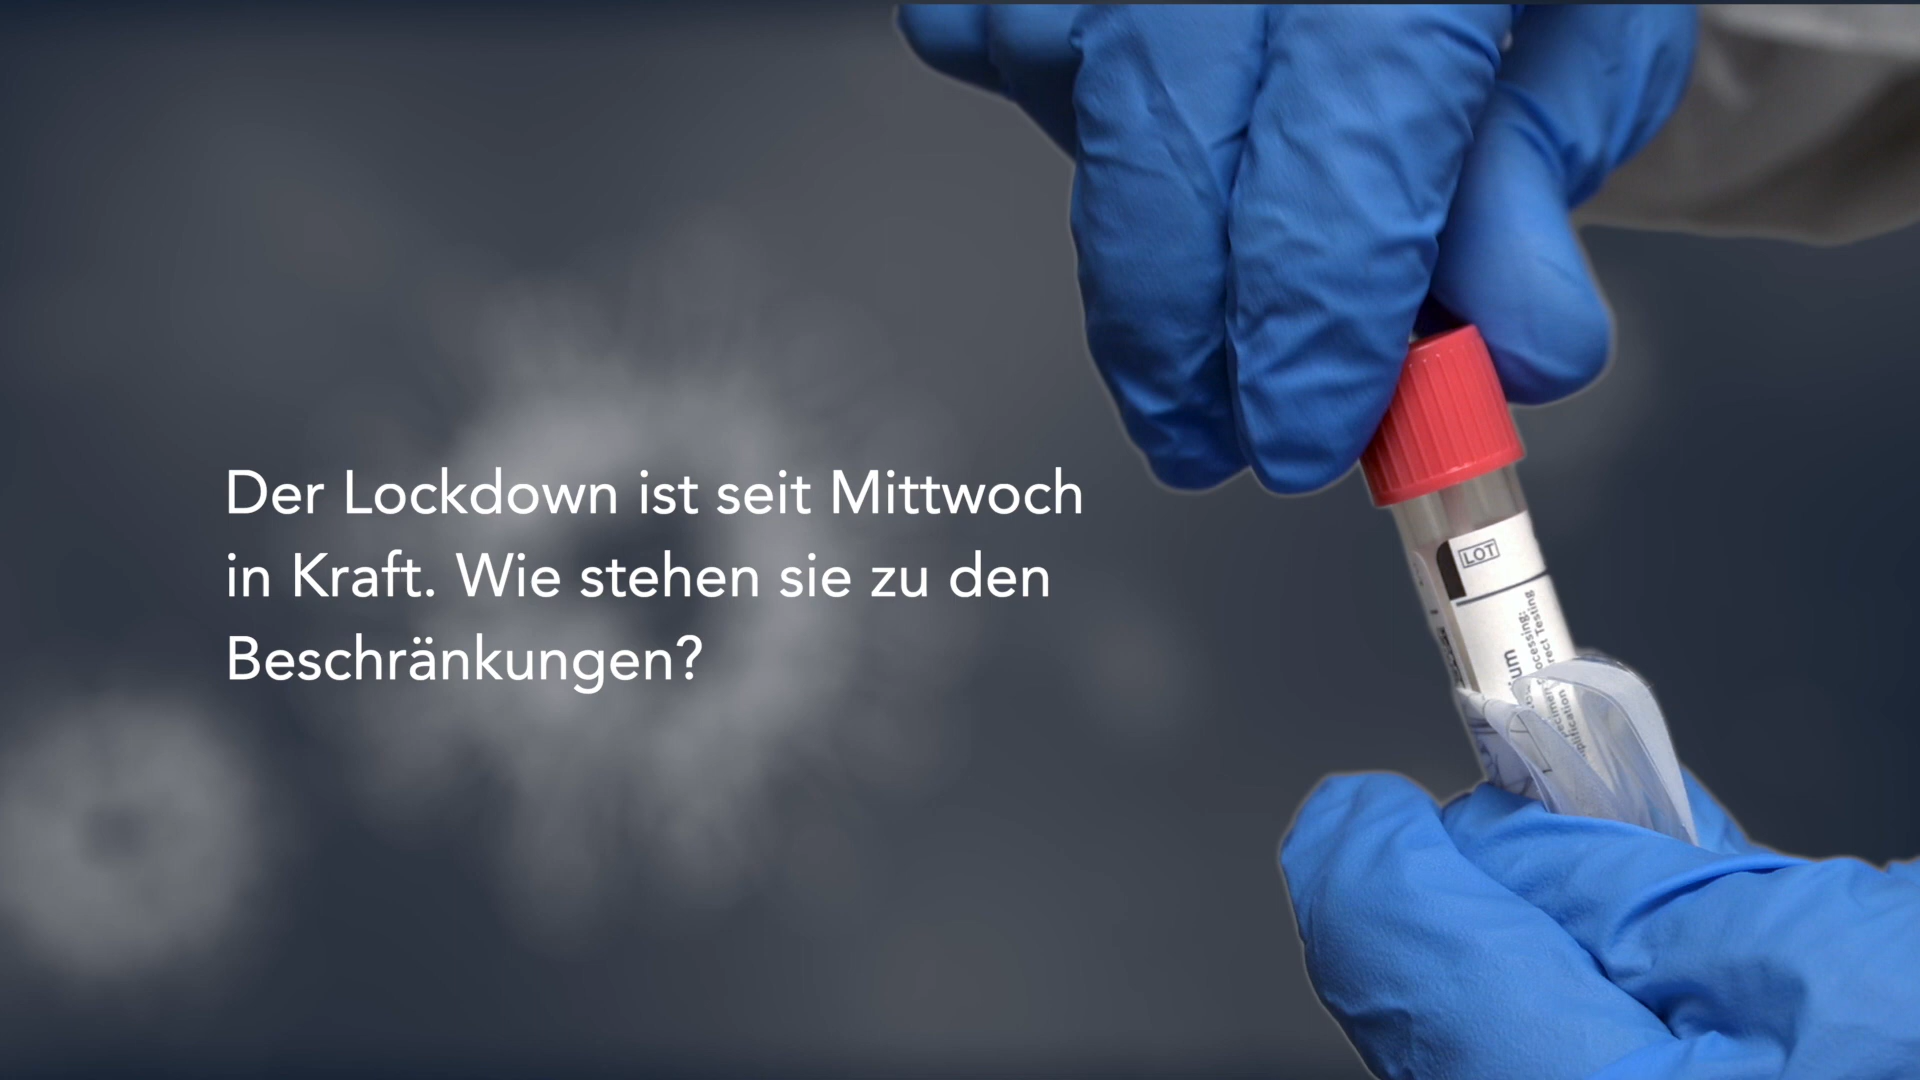 Der Lockdown ist seit Mittwoch
in Kraft. Wie stehen sie zu den
Beschränkungen?
LOT